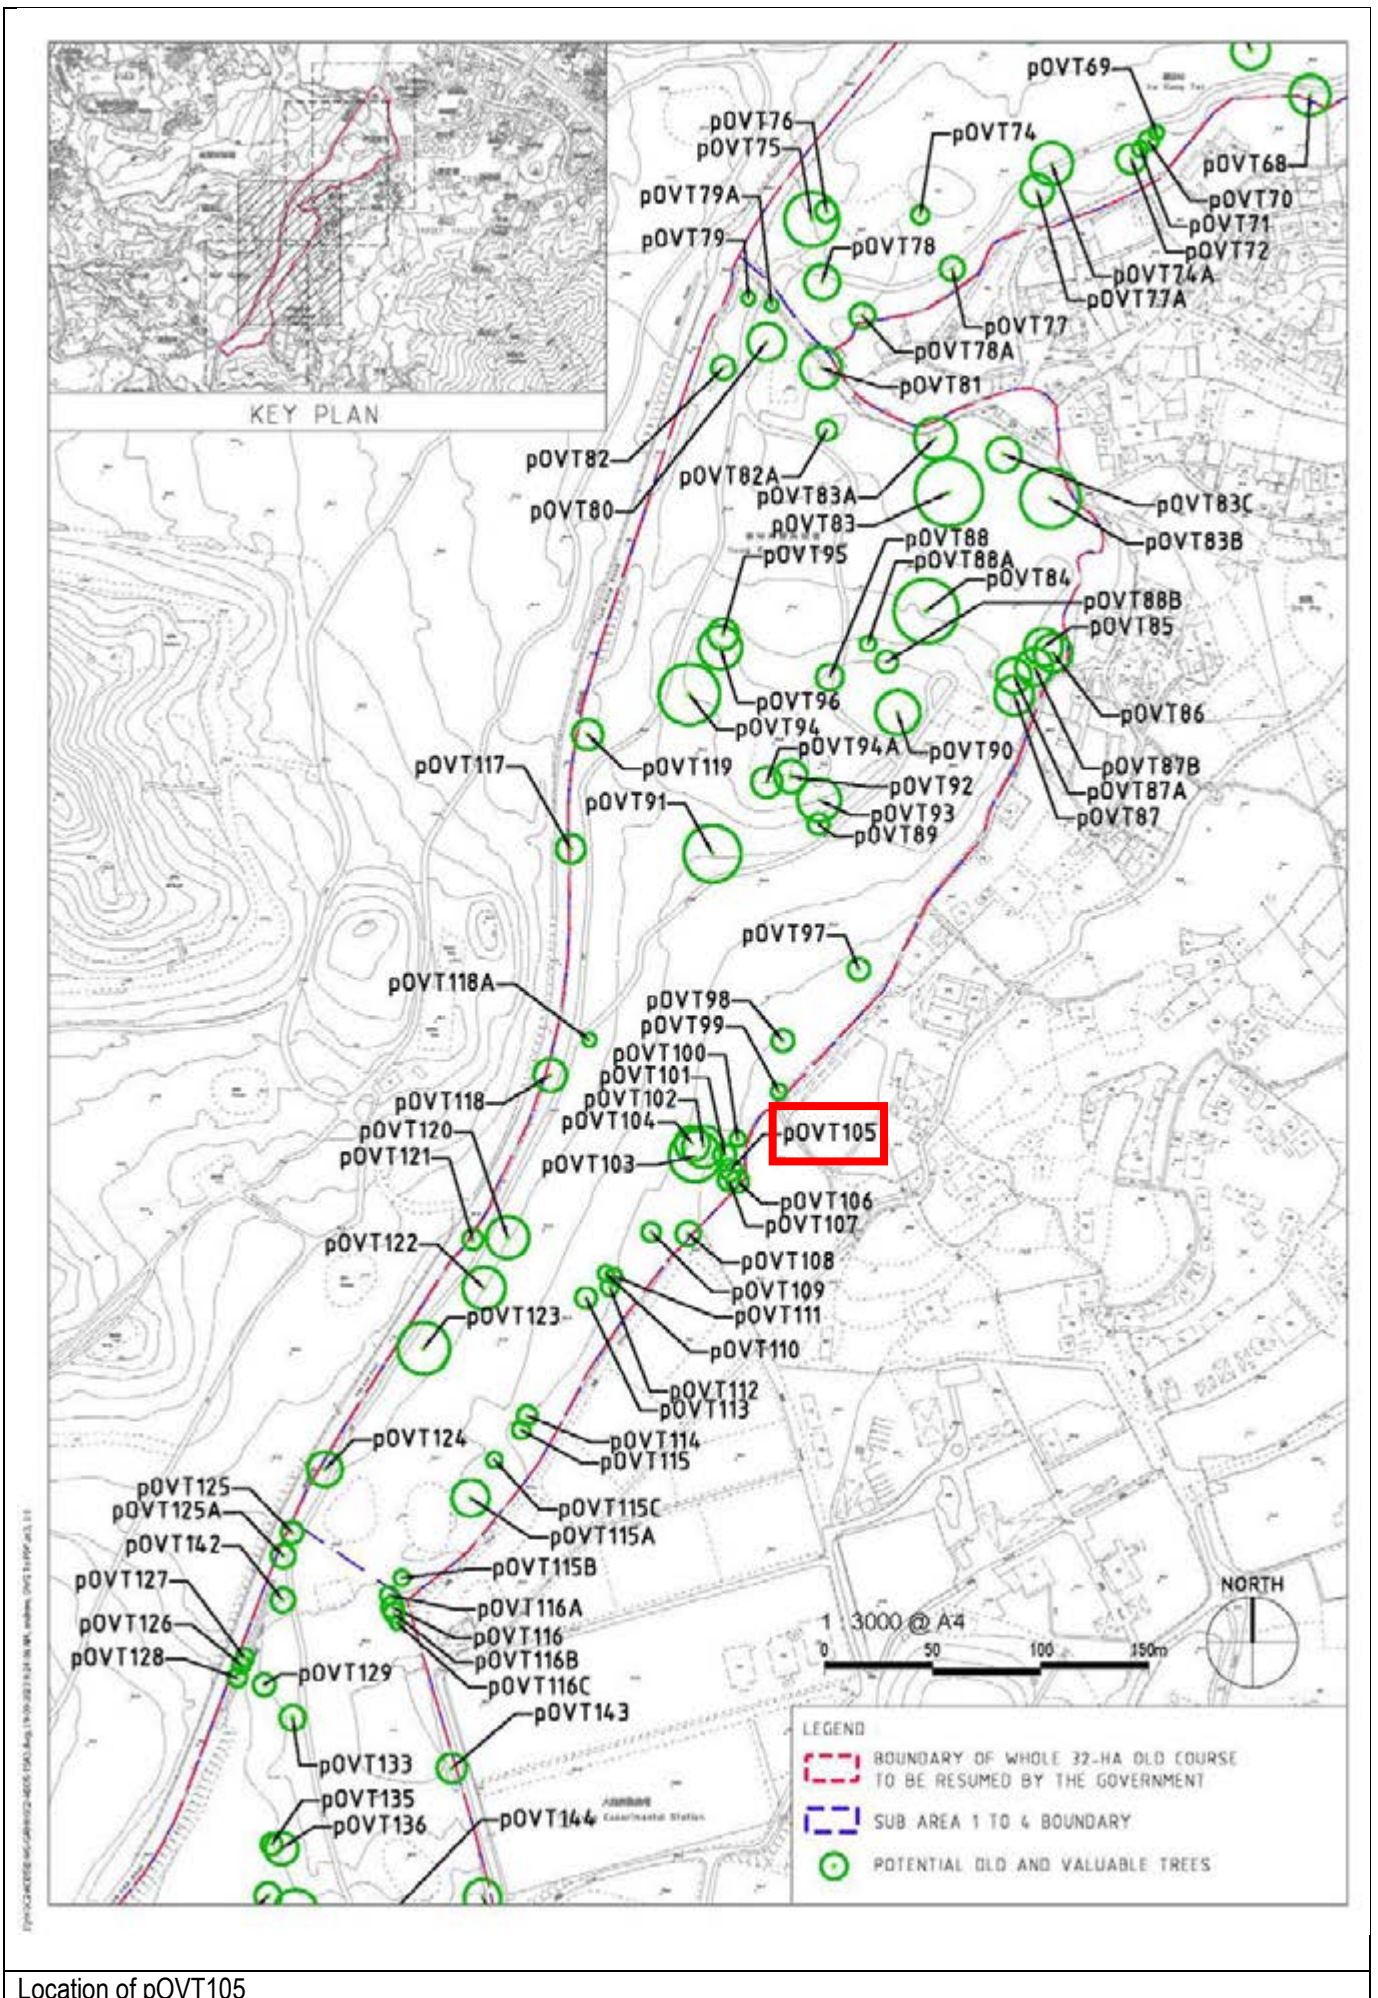 KEY PLAN
pOVT69
pOVT76
pOVT75
pOVT74
pOVT68
pOVT79A
pOVT70
pOVT71
pOVT79
pOVT78
pOVT72
pOVT74A
pOVT77A
pOVT77
pOVT78A
pOVT81
pOVT82
pOVT82A
pOVT83A
pOVT80
pOVT83
pOVT83C
pOVT83B
pOVT88
pOVT95
pOVT88A
pOVT84
pOVT88B
pOVT85
pOVT96
pOVT94
pOVT86
pOVT94A
pOVT90
pOVT117
pOVT119
pOVT87B
pOVT92
pOVT87A
pOVT91
pOVT93
pOVT87
pOVT89
pOVT97
pOVT118A
pOVT98
pOVT99
pOVT100
pOVT101
pOVT118
pOVT102
pOVT104
pOVT120
pOVT105
pOVT121
pOVT103
pOVT106
pOVT107
pOVT122
pOVT108
pOVT109
pOVT123
pOVT111
pOVT110
pOVT112
pOVT113
pOVT124
pOVT114
pOVT115
pOVT125
pOVT125A
pOVT115C
pOVT115A
pOVT142
pOVT115B
pOVT127
pOVT116A
pOVT126
pOVT116
pOVT128
pOVT116B
pOVT129
pOVT116C
pOVT143
pOVT133
pOVT135
pOVT136
pOVT144
Experimental Station
NORTH
1 : 3000 @ A4
0 50 100 150m
LEGEND
BOUNDARY OF WHOLE 32-HA OLD COURSE
TO BE RESUMED BY THE GOVERNMENT
SUB AREA 1 TO 4 BOUNDARY
POTENTIAL OLD AND VALUABLE TREES
Location of pOVT105